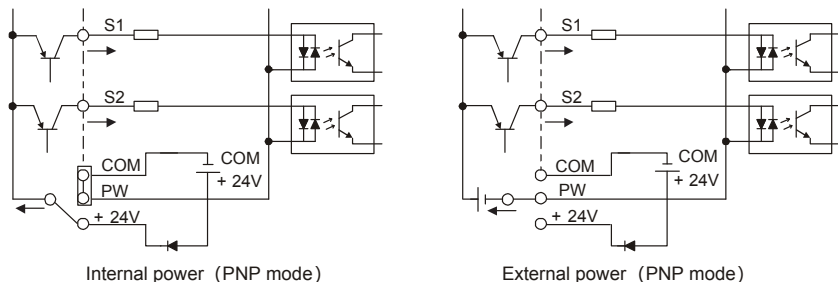 S1
S2
COM
COM
+ 24V
PW
+ 24V
Internal power (PNP mode)
S1
S2
COM
COM
+ 24V
PW
+ 24V
External power (PNP mode)